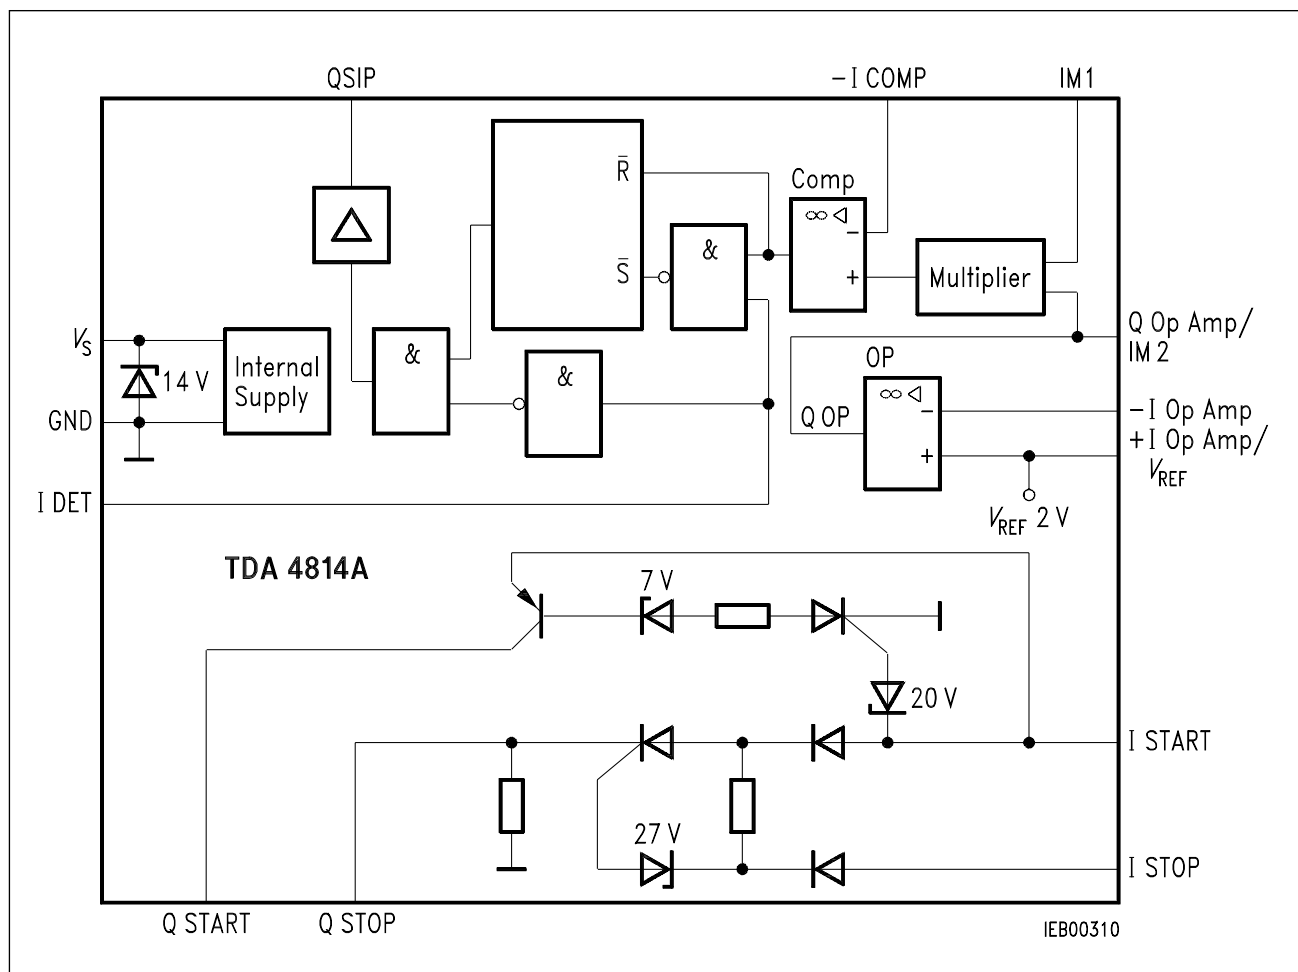 QSIP
-I COMP
IM1
R̅
Comp
∞ ◁
-
+
&
S̅
Multiplier
Q Op Amp/
IM 2
VS
14 V
Internal
Supply
&
&
OP
∞ ◁
-
+
Q OP
GND
-I Op Amp
+I Op Amp/
VREF
I DET
VREF 2 V
TDA 4814A
7 V
20 V
I START
27 V
I STOP
Q START
Q STOP
IEB00310